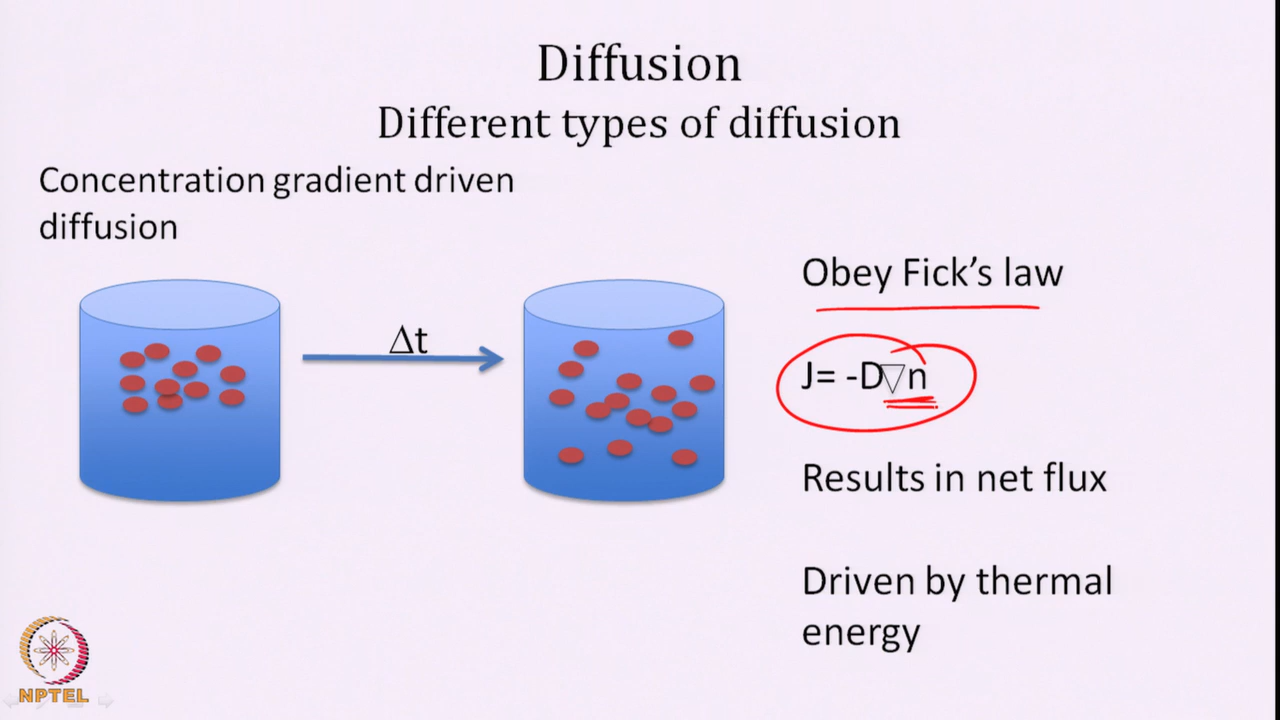 Diffusion
Different types of diffusion
Concentration gradient driven
diffusion
Δt
Obey Fick's law
J= -D▽n
Results in net flux
Driven by thermal
energy
NPTEL